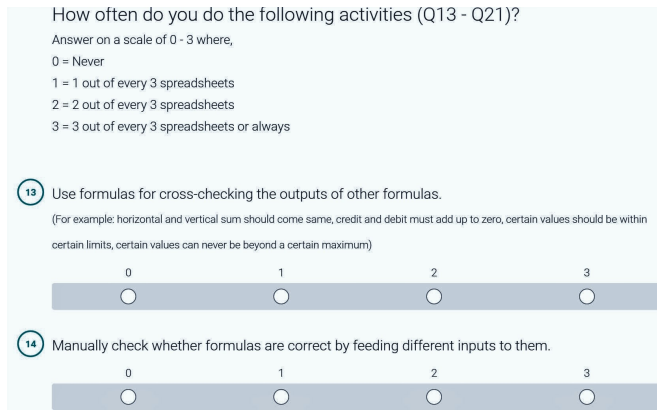 How often do you do the following activities (Q13 - Q21)?
Answer on a scale of 0 - 3 where,
0 = Never
1 = 1 out of every 3 spreadsheets
2 = 2 out of every 3 spreadsheets
3 = 3 out of every 3 spreadsheets or always
13 Use formulas for cross-checking the outputs of other formulas.
(For example: horizontal and vertical sum should come same, credit and debit must add up to zero, certain values should be within
certain limits, certain values can never be beyond a certain maximum)
0 1 2 3
14 Manually check whether formulas are correct by feeding different inputs to them.
0 1 2 3